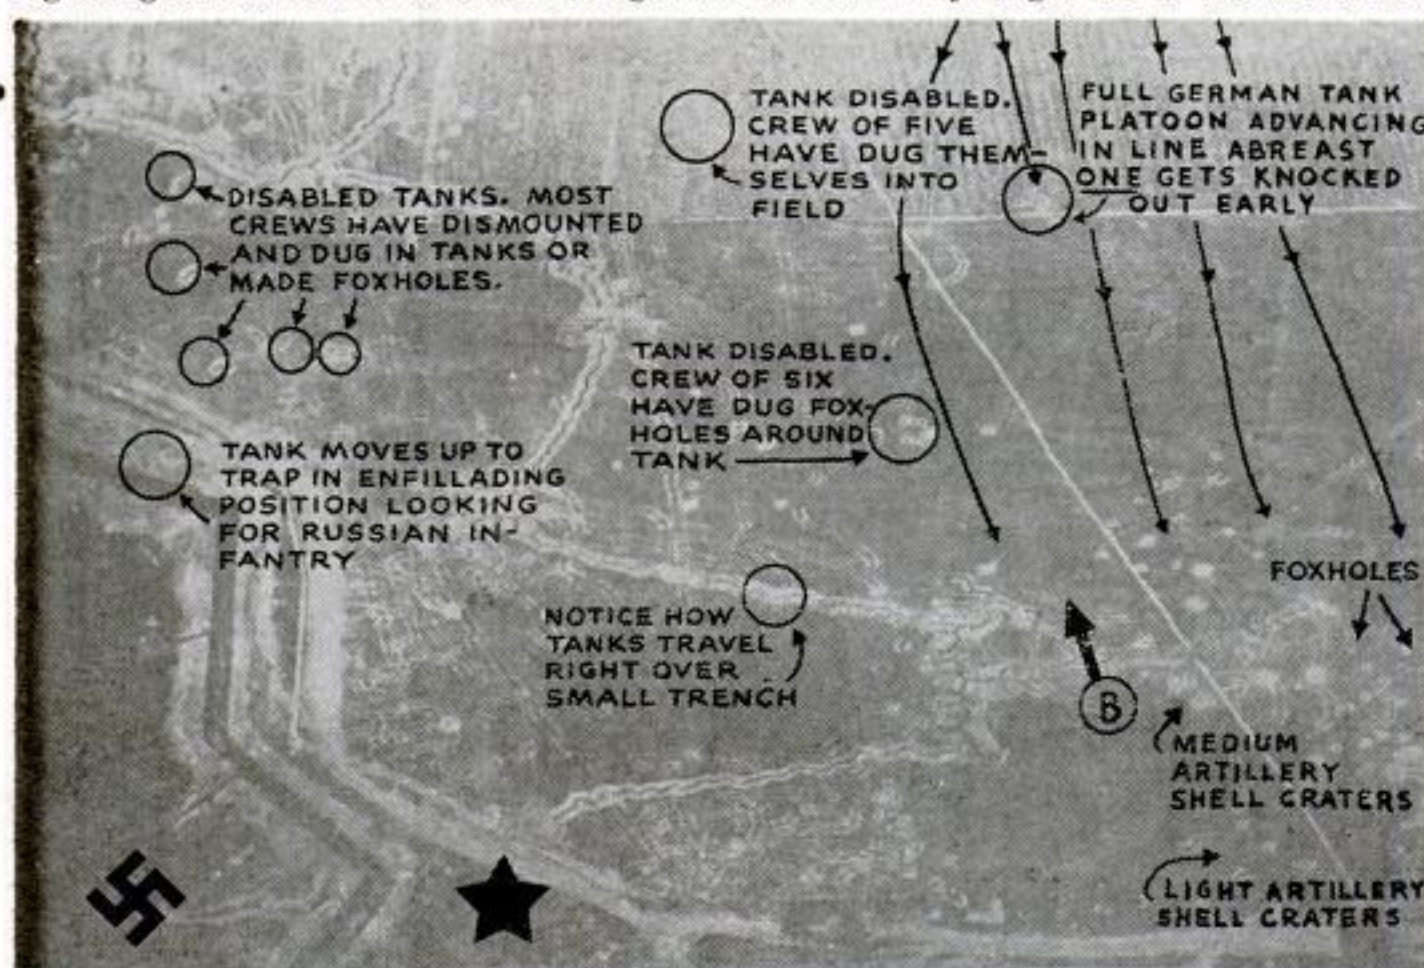 TANK DISABLED.
CREW OF FIVE
HAVE DUG THEM-
SELVES INTO
FIELD
FULL GERMAN TANK
PLATOON ADVANCING
IN LINE ABREAST
ONE GETS KNOCKED
OUT EARLY
DISABLED TANKS. MOST
CREWS HAVE DISMOUNTED
AND DUG IN TANKS OR
MADE FOXHOLES.
TANK DISABLED.
CREW OF SIX
HAVE DUG FOX-
HOLES AROUND
TANK
TANK MOVES UP TO
TRAP IN ENFILLADING
POSITION LOOKING
FOR RUSSIAN IN-
FANTRY
FOXHOLES
NOTICE HOW
TANKS TRAVEL
RIGHT OVER
SMALL TRENCH
B
MEDIUM
ARTILLERY
SHELL CRATERS
LIGHT ARTILLERY
SHELL CRATERS